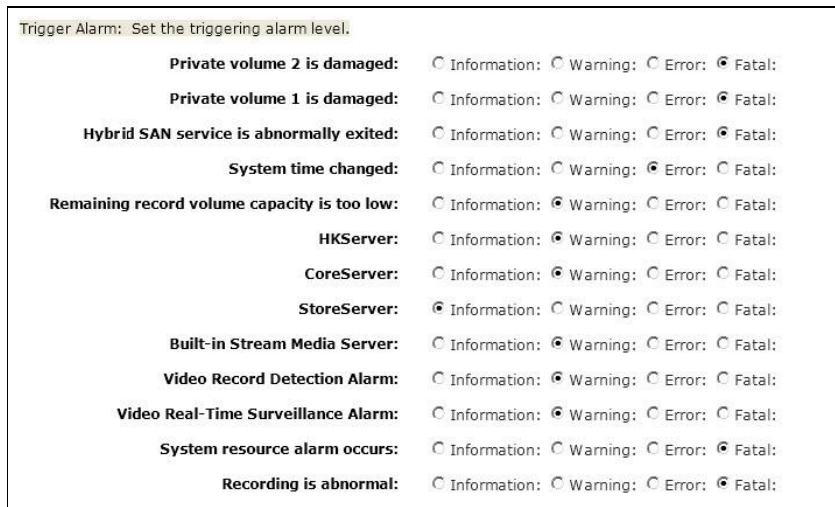 Trigger Alarm: Set the triggering alarm level.
Private volume 2 is damaged: Information: Warning: Error: Fatal:
Private volume 1 is damaged: Information: Warning: Error: Fatal:
Hybrid SAN service is abnormally exited: Information: Warning: Error: Fatal:
System time changed: Information: Warning: Error: Fatal:
Remaining record volume capacity is too low: Information: Warning: Error: Fatal:
HKServer: Information: Warning: Error: Fatal:
CoreServer: Information: Warning: Error: Fatal:
StoreServer: Information: Warning: Error: Fatal:
Built-in Stream Media Server: Information: Warning: Error: Fatal:
Video Record Detection Alarm: Information: Warning: Error: Fatal:
Video Real-Time Surveillance Alarm: Information: Warning: Error: Fatal:
System resource alarm occurs: Information: Warning: Error: Fatal:
Recording is abnormal: Information: Warning: Error: Fatal: